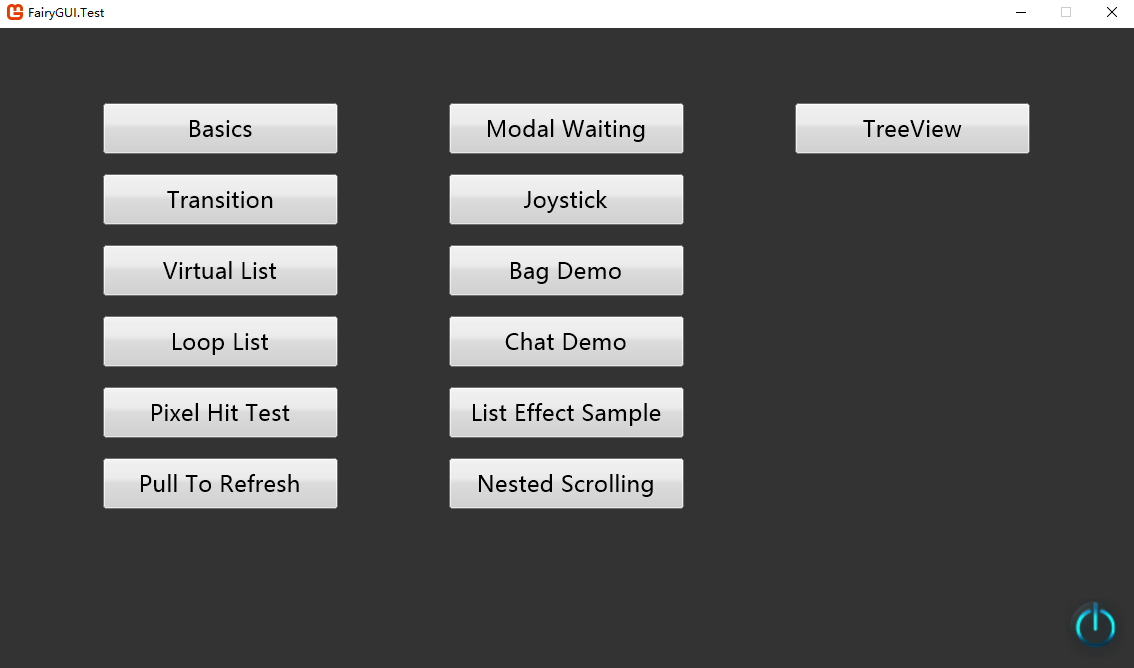 FairyGUI.Test
Basics
Modal Waiting
TreeView
Transition
Joystick
Virtual List
Bag Demo
Loop List
Chat Demo
Pixel Hit Test
List Effect Sample
Pull To Refresh
Nested Scrolling